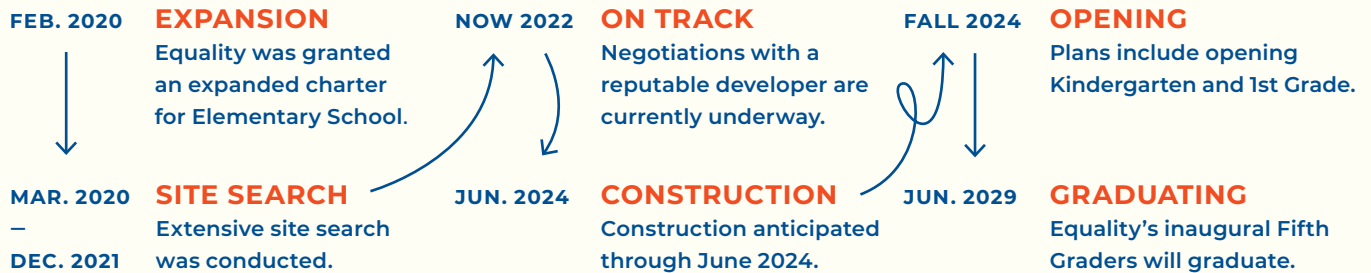 FEB. 2020
EXPANSION
Equality was granted
an expanded charter
for Elementary School.
MAR. 2020
–
DEC. 2021
SITE SEARCH
Extensive site search
was conducted.
NOW 2022
ON TRACK
Negotiations with a
reputable developer are
currently underway.
JUN. 2024
CONSTRUCTION
Construction anticipated
through June 2024.
FALL 2024
OPENING
Plans include opening
Kindergarten and 1st Grade.
JUN. 2029
GRADUATING
Equality’s inaugural Fifth
Graders will graduate.